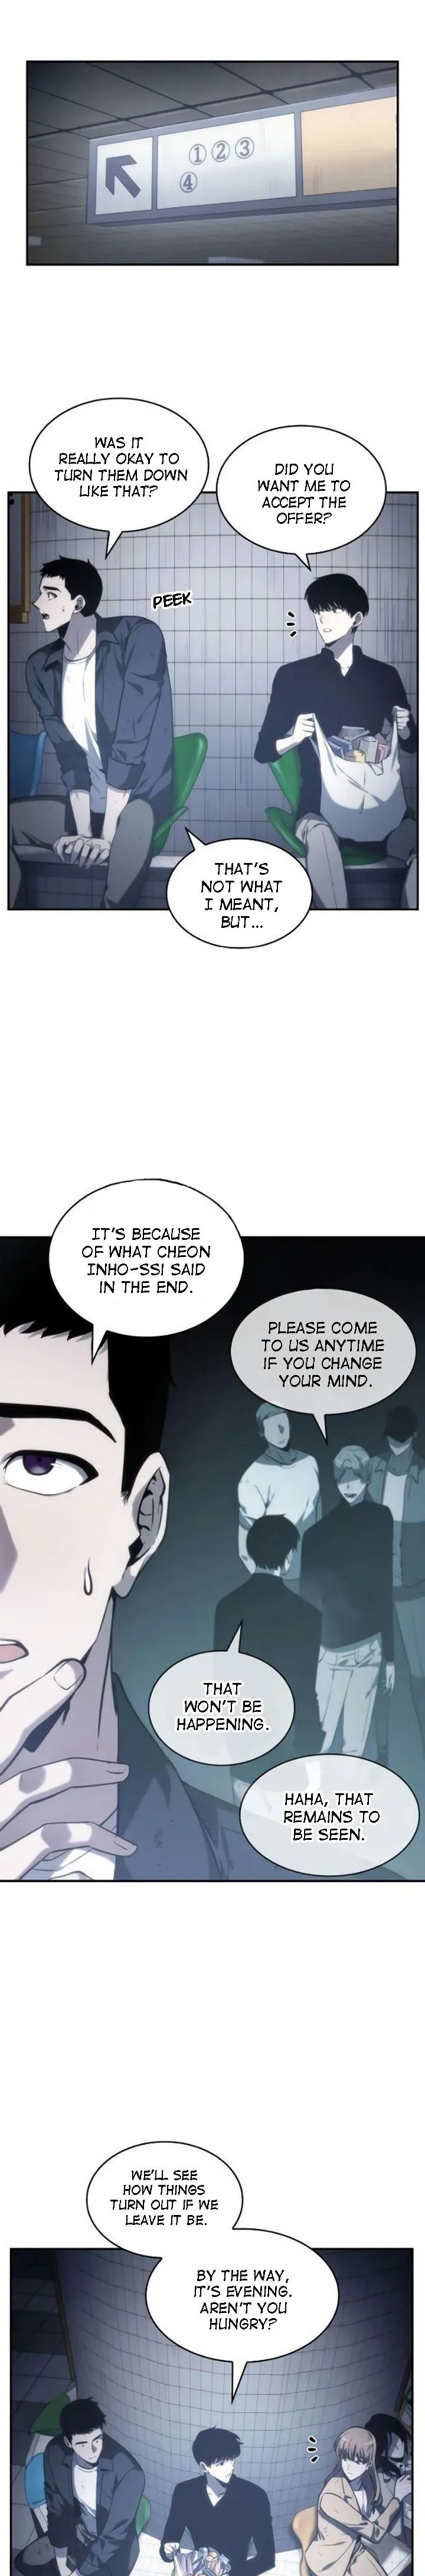 ① ② ③
④
WAS IT
REALLY OKAY TO
TURN THEM DOWN
LIKE THAT?
DID YOU
WANT ME TO
ACCEPT THE
OFFER?
PEEK
THAT'S
NOT WHAT
I MEANT,
BUT...
IT'S BECAUSE
OF WHAT CHEON
INHO-SSI SAID
IN THE END.
PLEASE COME
TO US ANYTIME
IF YOU CHANGE
YOUR MIND.
THAT
WON'T BE
HAPPENING.
HAHA, THAT
REMAINS TO
BE SEEN.
WE'LL SEE
HOW THINGS
TURN OUT IF WE
LEAVE IT BE.
BY THE WAY,
IT'S EVENING.
AREN'T YOU
HUNGRY?